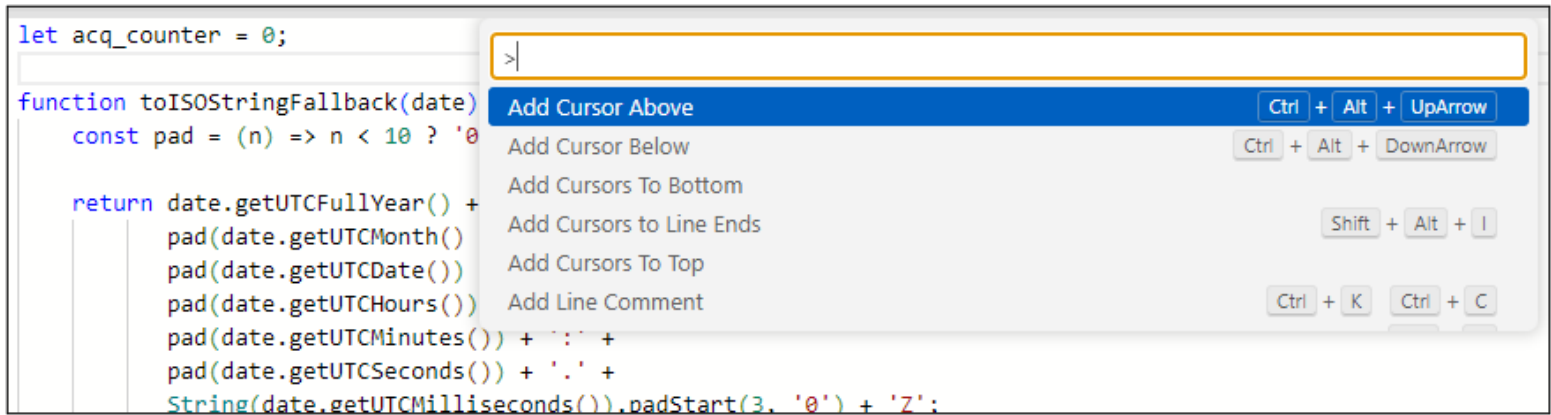 let acq_counter = 0;
>
function toISOStringFallback(date)
const pad = (n) => n < 10 ? '0
return date.getUTCFullYear() +
pad(date.getUTCMonth()
pad(date.getUTCDate())
pad(date.getUTCHours())
pad(date.getUTCMinutes()) + ':' +
pad(date.getUTCSeconds()) + '.' +
String(date.getUTCMilliseconds()).padStart(3, '0') + 'Z';
Add Cursor Above Ctrl + Alt + UpArrow
Add Cursor Below Ctrl + Alt + DownArrow
Add Cursors To Bottom
Add Cursors to Line Ends Shift + Alt + I
Add Cursors To Top
Add Line Comment Ctrl + K Ctrl + C